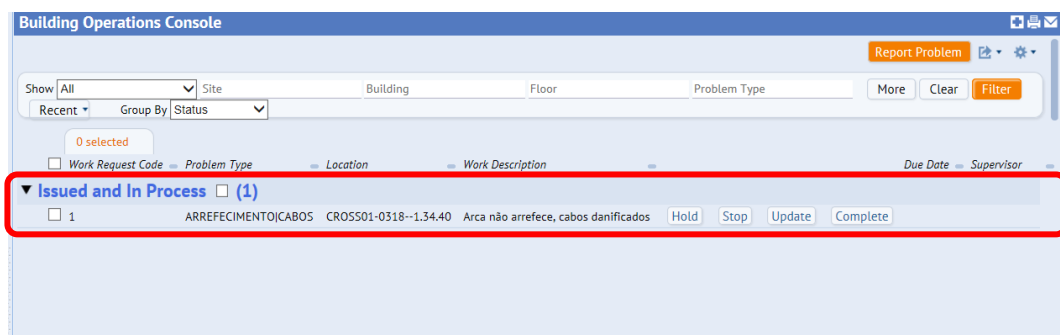 Building Operations Console
Report Problem
Show All Site Building Floor Problem Type More Clear Filter
Recent Group By Status
0 selected
Work Request Code Problem Type Location Work Description Due Date Supervisor
Issued and In Process (1)
1 ARREFECIMENTO|CABOS CROSS01-0318--1.34.40 Arca não arrefece, cabos danificados Hold Stop Update Complete